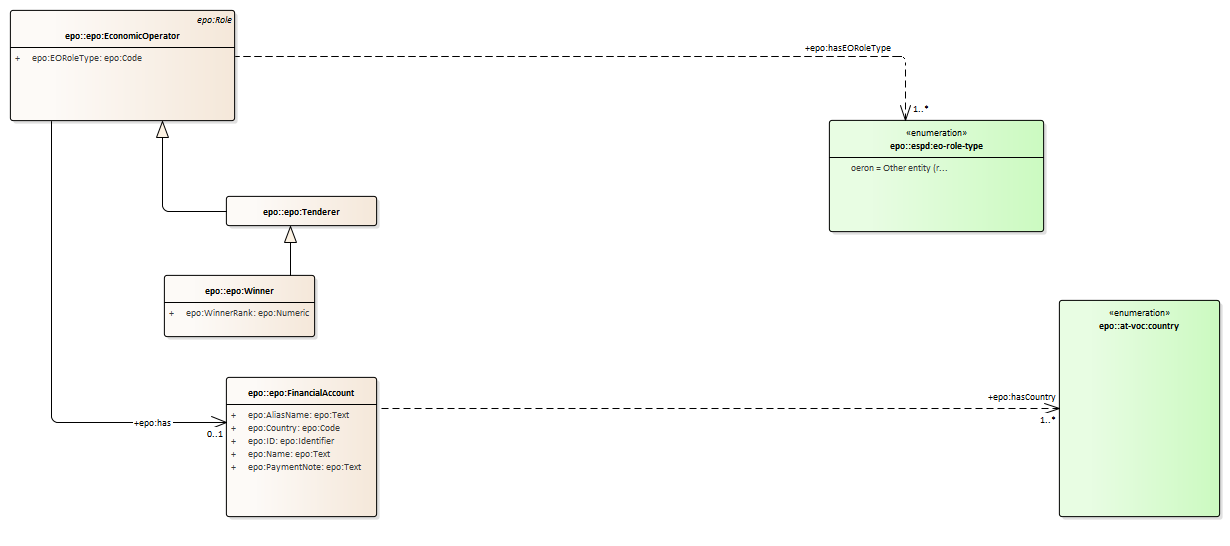 epo:Role
epo::epo:EconomicOperator
+ epo:EORoleType: epo:Code
+epo:hasEORoleType
1..*
«enumeration»
epo::espd:eo-role-type
oeron = Other entity (r...
epo::epo:Tenderer
epo::epo:Winner
+ epo:WinnerRank: epo:Numeric
«enumeration»
epo::at-voc:country
epo::epo:FinancialAccount
+ epo:AliasName: epo:Text
+ epo:Country: epo:Code
+ epo:ID: epo:Identifier
+ epo:Name: epo:Text
+ epo:PaymentNote: epo:Text
+epo:has
0..1
+epo:hasCountry
1..*